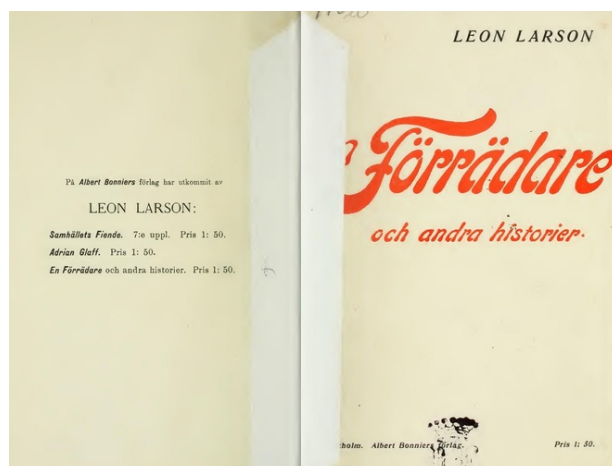 På Albert Bonniers förlag har utkommit av
LEON LARSON:
Samhällets Fiende. 7:e uppl. Pris 1: 50.
Adrian Glaff. Pris 1: 50.
En Förrädare och andra historier. Pris 1: 50.
LEON LARSON
Förrädare
och andra historier.
holm. Albert Bonniers förlag.
Pris 1: 50.